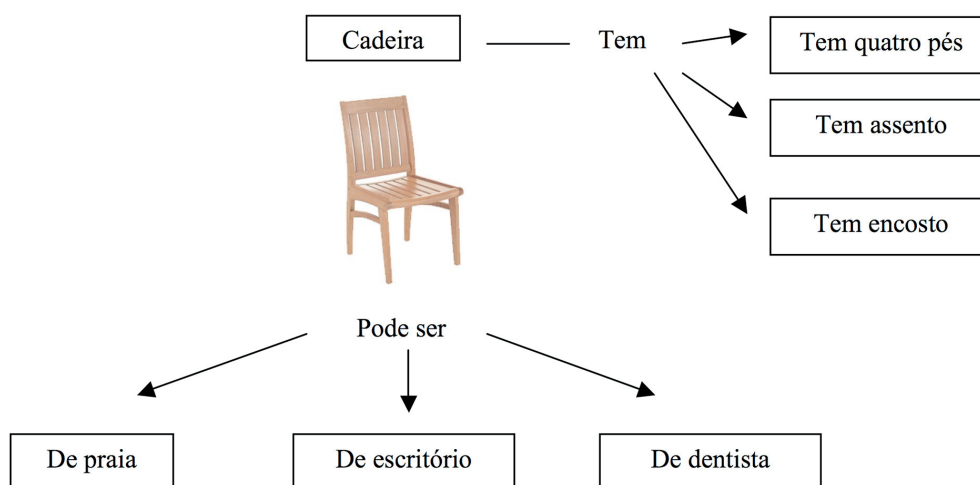 Cadeira
Tem
Tem quatro pés
Tem assento
Tem encosto
Pode ser
De praia
De escritório
De dentista